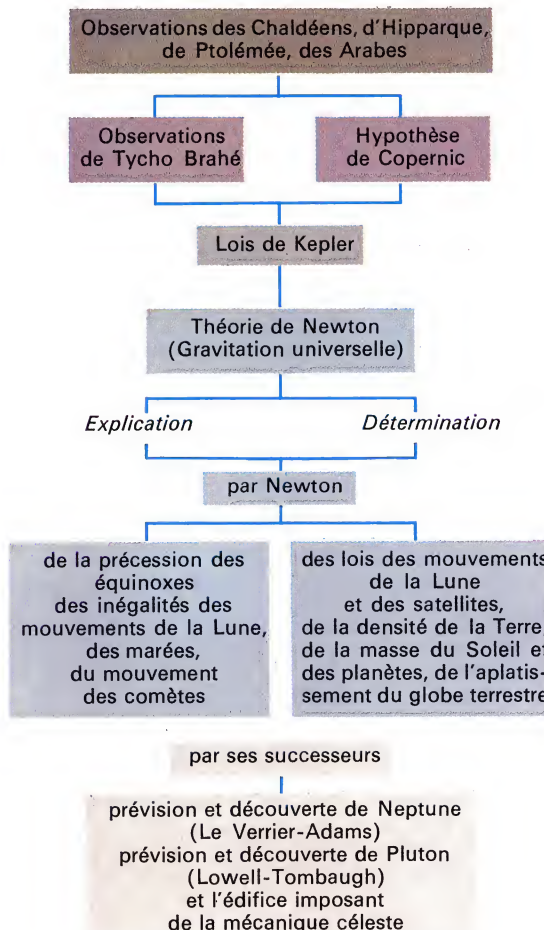 Observations des Chaldéens, d'Hipparque,
de Ptolémée, des Arabes
Observations
de Tycho Brahé
Hypothèse
de Copernic
Lois de Kepler
Théorie de Newton
(Gravitation universelle)
Explication
Détermination
par Newton
de la précession des
équinoxes
des inégalités des
mouvements de la Lune,
des marées,
du mouvement
des comètes
des lois des mouvements
de la Lune
et des satellites,
de la densité de la Terre,
de la masse du Soleil et
des planètes, de l'aplatis-
sement du globe terrestre
par ses successeurs
prévision et découverte de Neptune
(Le Verrier-Adams)
prévision et découverte de Pluton
(Lowell-Tombaugh)
et l'édifice imposant
de la mécanique céleste